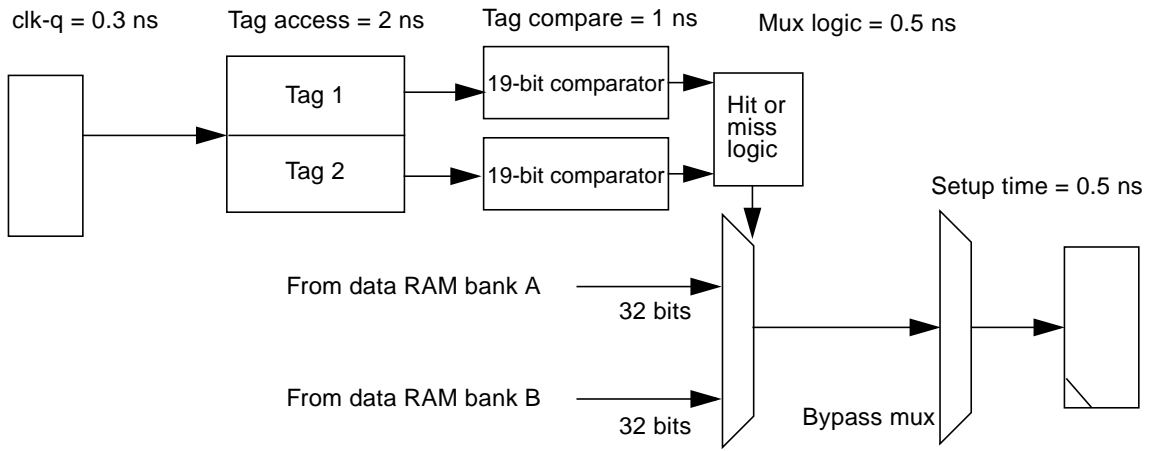 clk-q = 0.3 ns
Tag access = 2 ns
Tag compare = 1 ns
Mux logic = 0.5 ns
Tag 1
19-bit comparator
Hit or
miss
logic
Tag 2
19-bit comparator
Setup time = 0.5 ns
From data RAM bank A
32 bits
From data RAM bank B
32 bits
Bypass mux